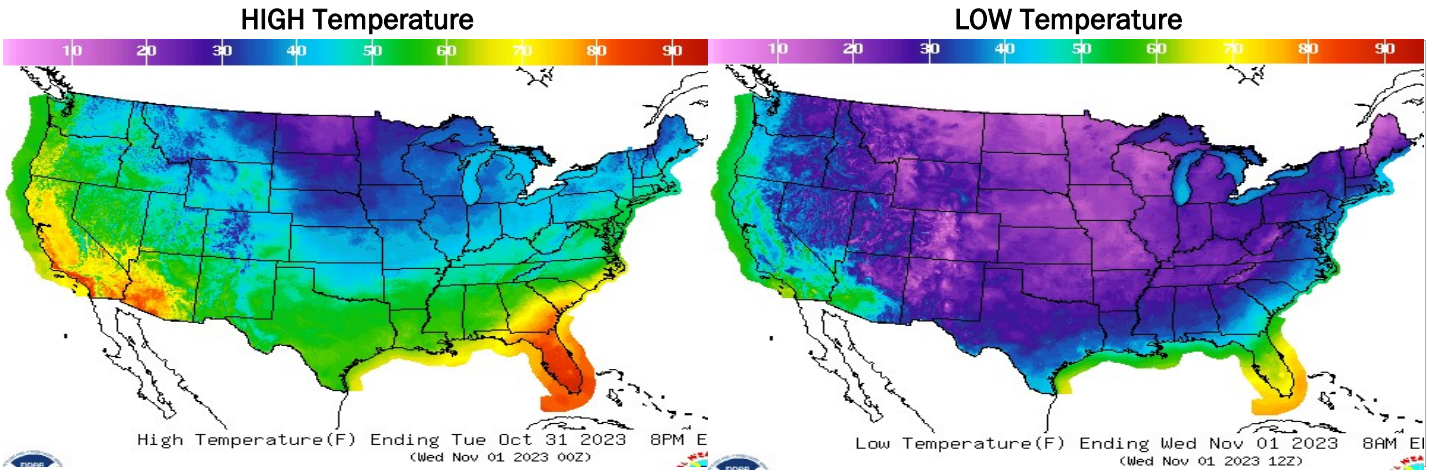 HIGH Temperature
10 20 30 40 50 60 70 80 90
High Temperature(F) Ending Tue Oct 31 2023 8PM E
(Wed Nov 01 2023 00Z)
LOW Temperature
10 20 30 40 50 60 70 80 90
Low Temperature(F) Ending Wed Nov 01 2023 8AM E
(Wed Nov 01 2023 12Z)